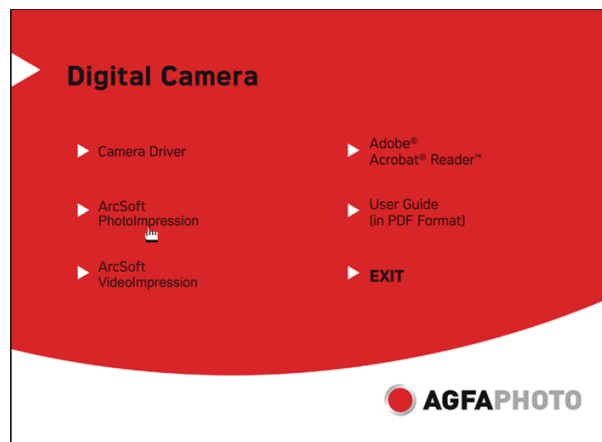 Digital Camera
Camera Driver
ArcSoft
PhotoImpression
ArcSoft
VideoImpression
Adobe®
Acrobat® Reader™
User Guide
(in PDF Format)
EXIT
AGFAPHOTO